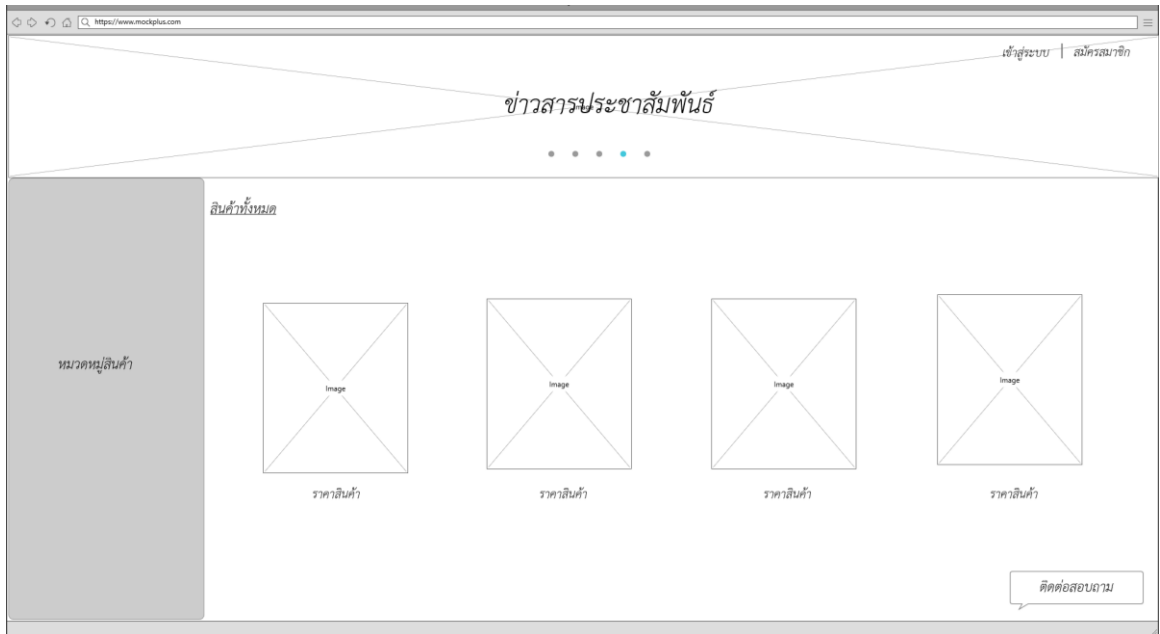 https://www.mockplus.com
เข้าสู่ระบบ | สมัครสมาชิก
ข่าวสารประชาสัมพันธ์
Image
สินค้าทั้งหมด
หมวดหมู่สินค้า
Image Image Image Image
ราคาสินค้า ราคาสินค้า ราคาสินค้า ราคาสินค้า
ติดต่อสอบถาม